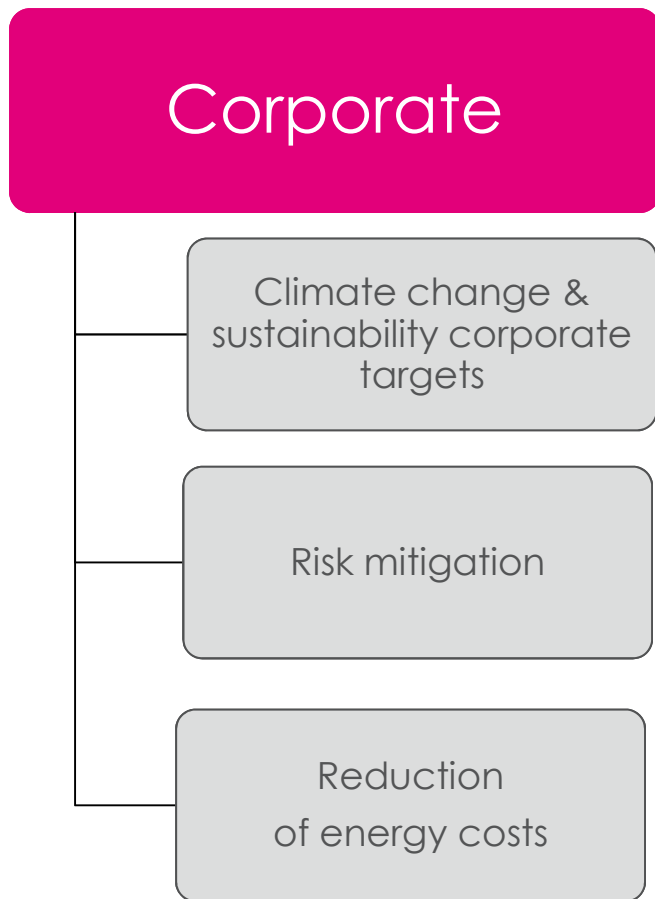 Corporate
Climate change &
sustainability corporate
targets
Risk mitigation
Reduction
of energy costs